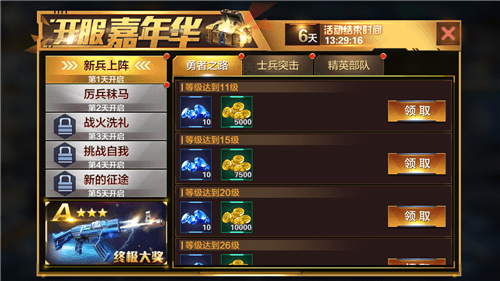 开服嘉年华
6天
活动结束时间
13:29:16
新兵上阵
第1天开启
厉兵秣马
第2天开启
战火洗礼
第3天开启
挑战自我
第4天开启
新的征途
第5天开启
A★★★
终极大奖
勇者之路
士兵突击
精英部队
等级达到11级
10
5000
领取
等级达到15级
10
7500
领取
等级达到20级
10
10000
领取
等级达到26级